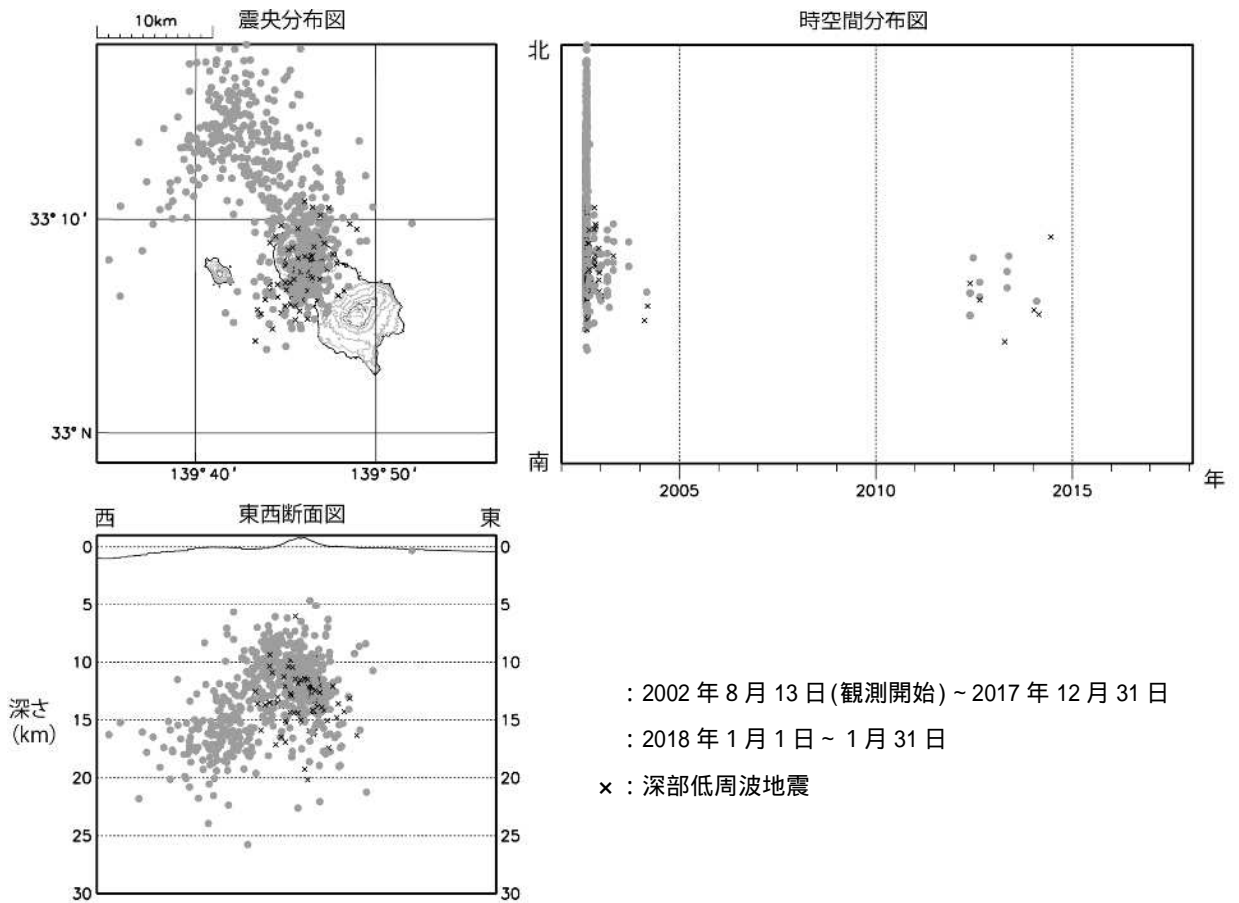 10km
震央分布図
33°10'
33°N
139°40'
139°50'
時空間分布図
北
南
2005
2010
2015
年
西
東西断面図
東
0
0
5
5
10
10
15
15
20
20
25
25
30
30
深さ
(km)
: 2002 年 8 月 13 日(観測開始) ~ 2017 年 12 月 31 日
: 2018 年 1 月 1 日 ~ 1 月 31 日
× : 深部低周波地震